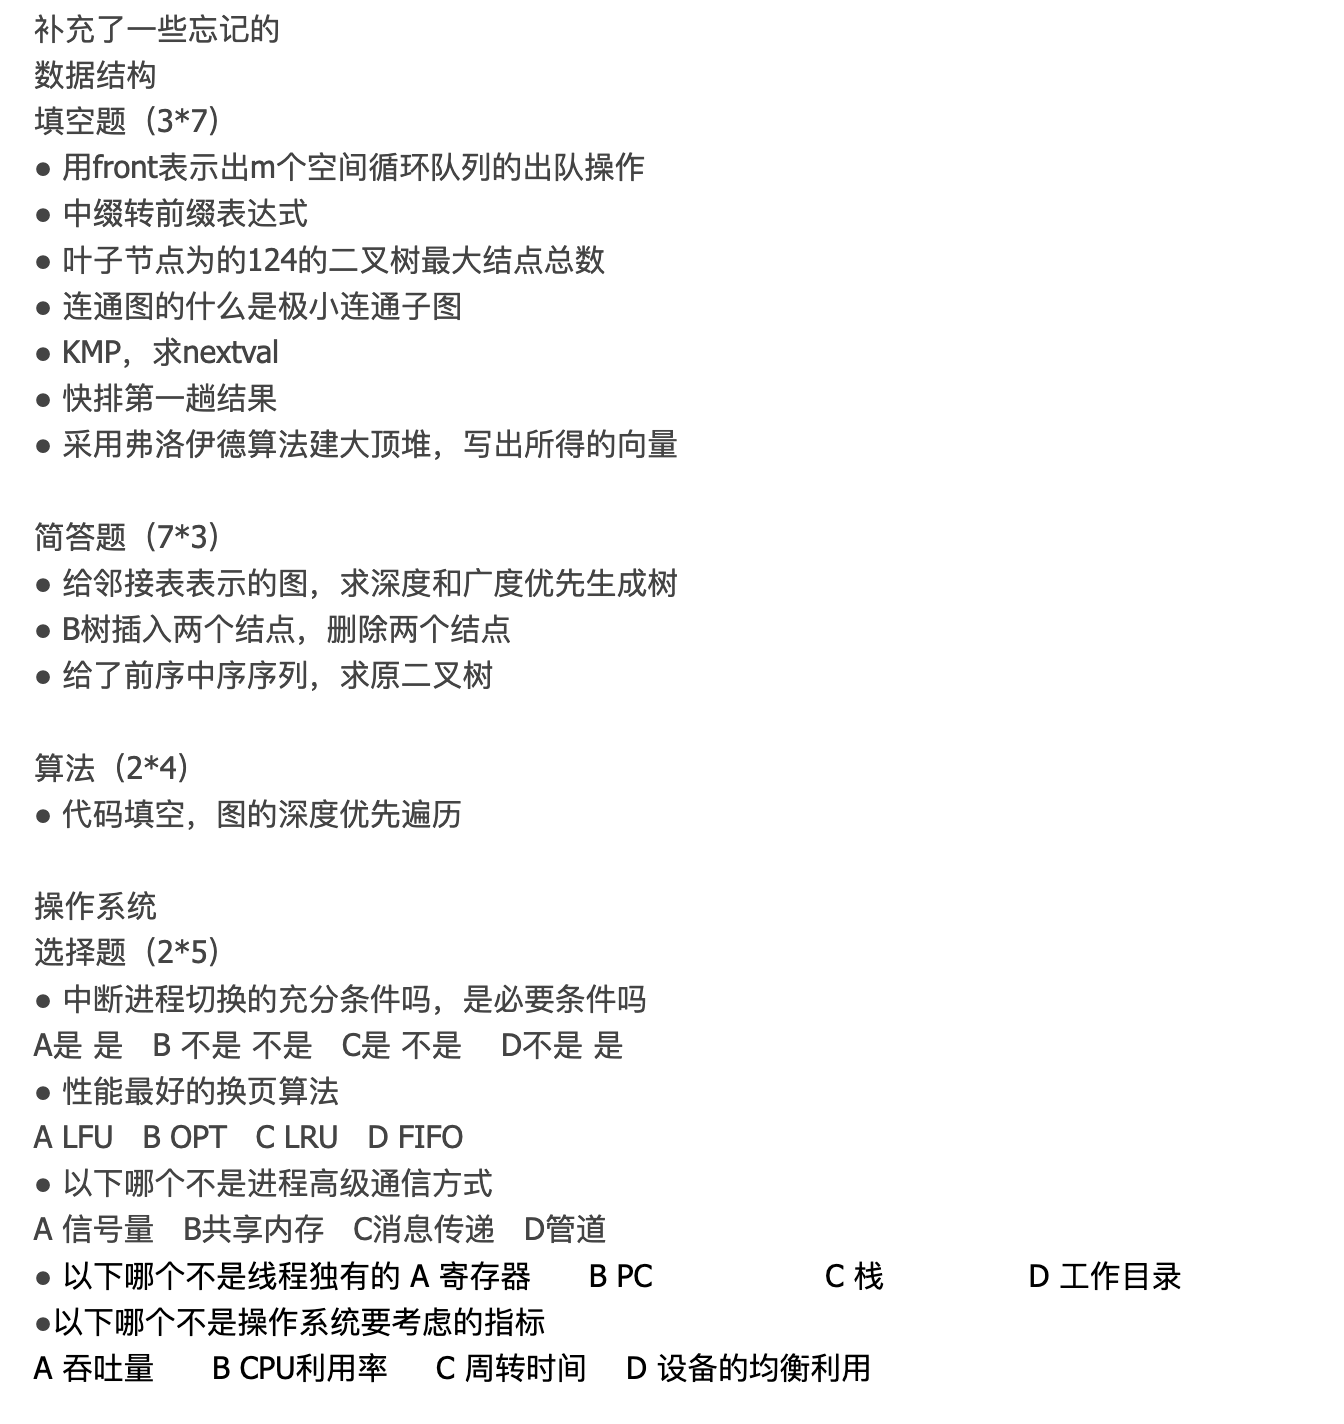 补充了一些忘记的
数据结构
填空题（3*7）
● 用front表示出m个空间循环队列的出队操作
● 中缀转前缀表达式
● 叶子节点为的124的二叉树最大结点总数
● 连通图的什么是极小连通子图
● KMP，求nextval
● 快排第一趟结果
● 采用弗洛伊德算法建大顶堆，写出所得的向量
简答题（7*3）
● 给邻接表表示的图，求深度和广度优先生成树
● B树插入两个结点，删除两个结点
● 给了前序中序序列，求原二叉树
算法（2*4）
● 代码填空，图的深度优先遍历
操作系统
选择题（2*5）
● 中断进程切换的充分条件吗，是必要条件吗
A是 是 B 不是 不是 C是 不是 D不是 是
● 性能最好的换页算法
A LFU B OPT C LRU D FIFO
● 以下哪个不是进程高级通信方式
A 信号量 B共享内存 C消息传递 D管道
● 以下哪个不是线程独有的 A 寄存器 B PC C 栈 D 工作目录
●以下哪个不是操作系统要考虑的指标
A 吞吐量 B CPU利用率 C 周转时间 D 设备的均衡利用